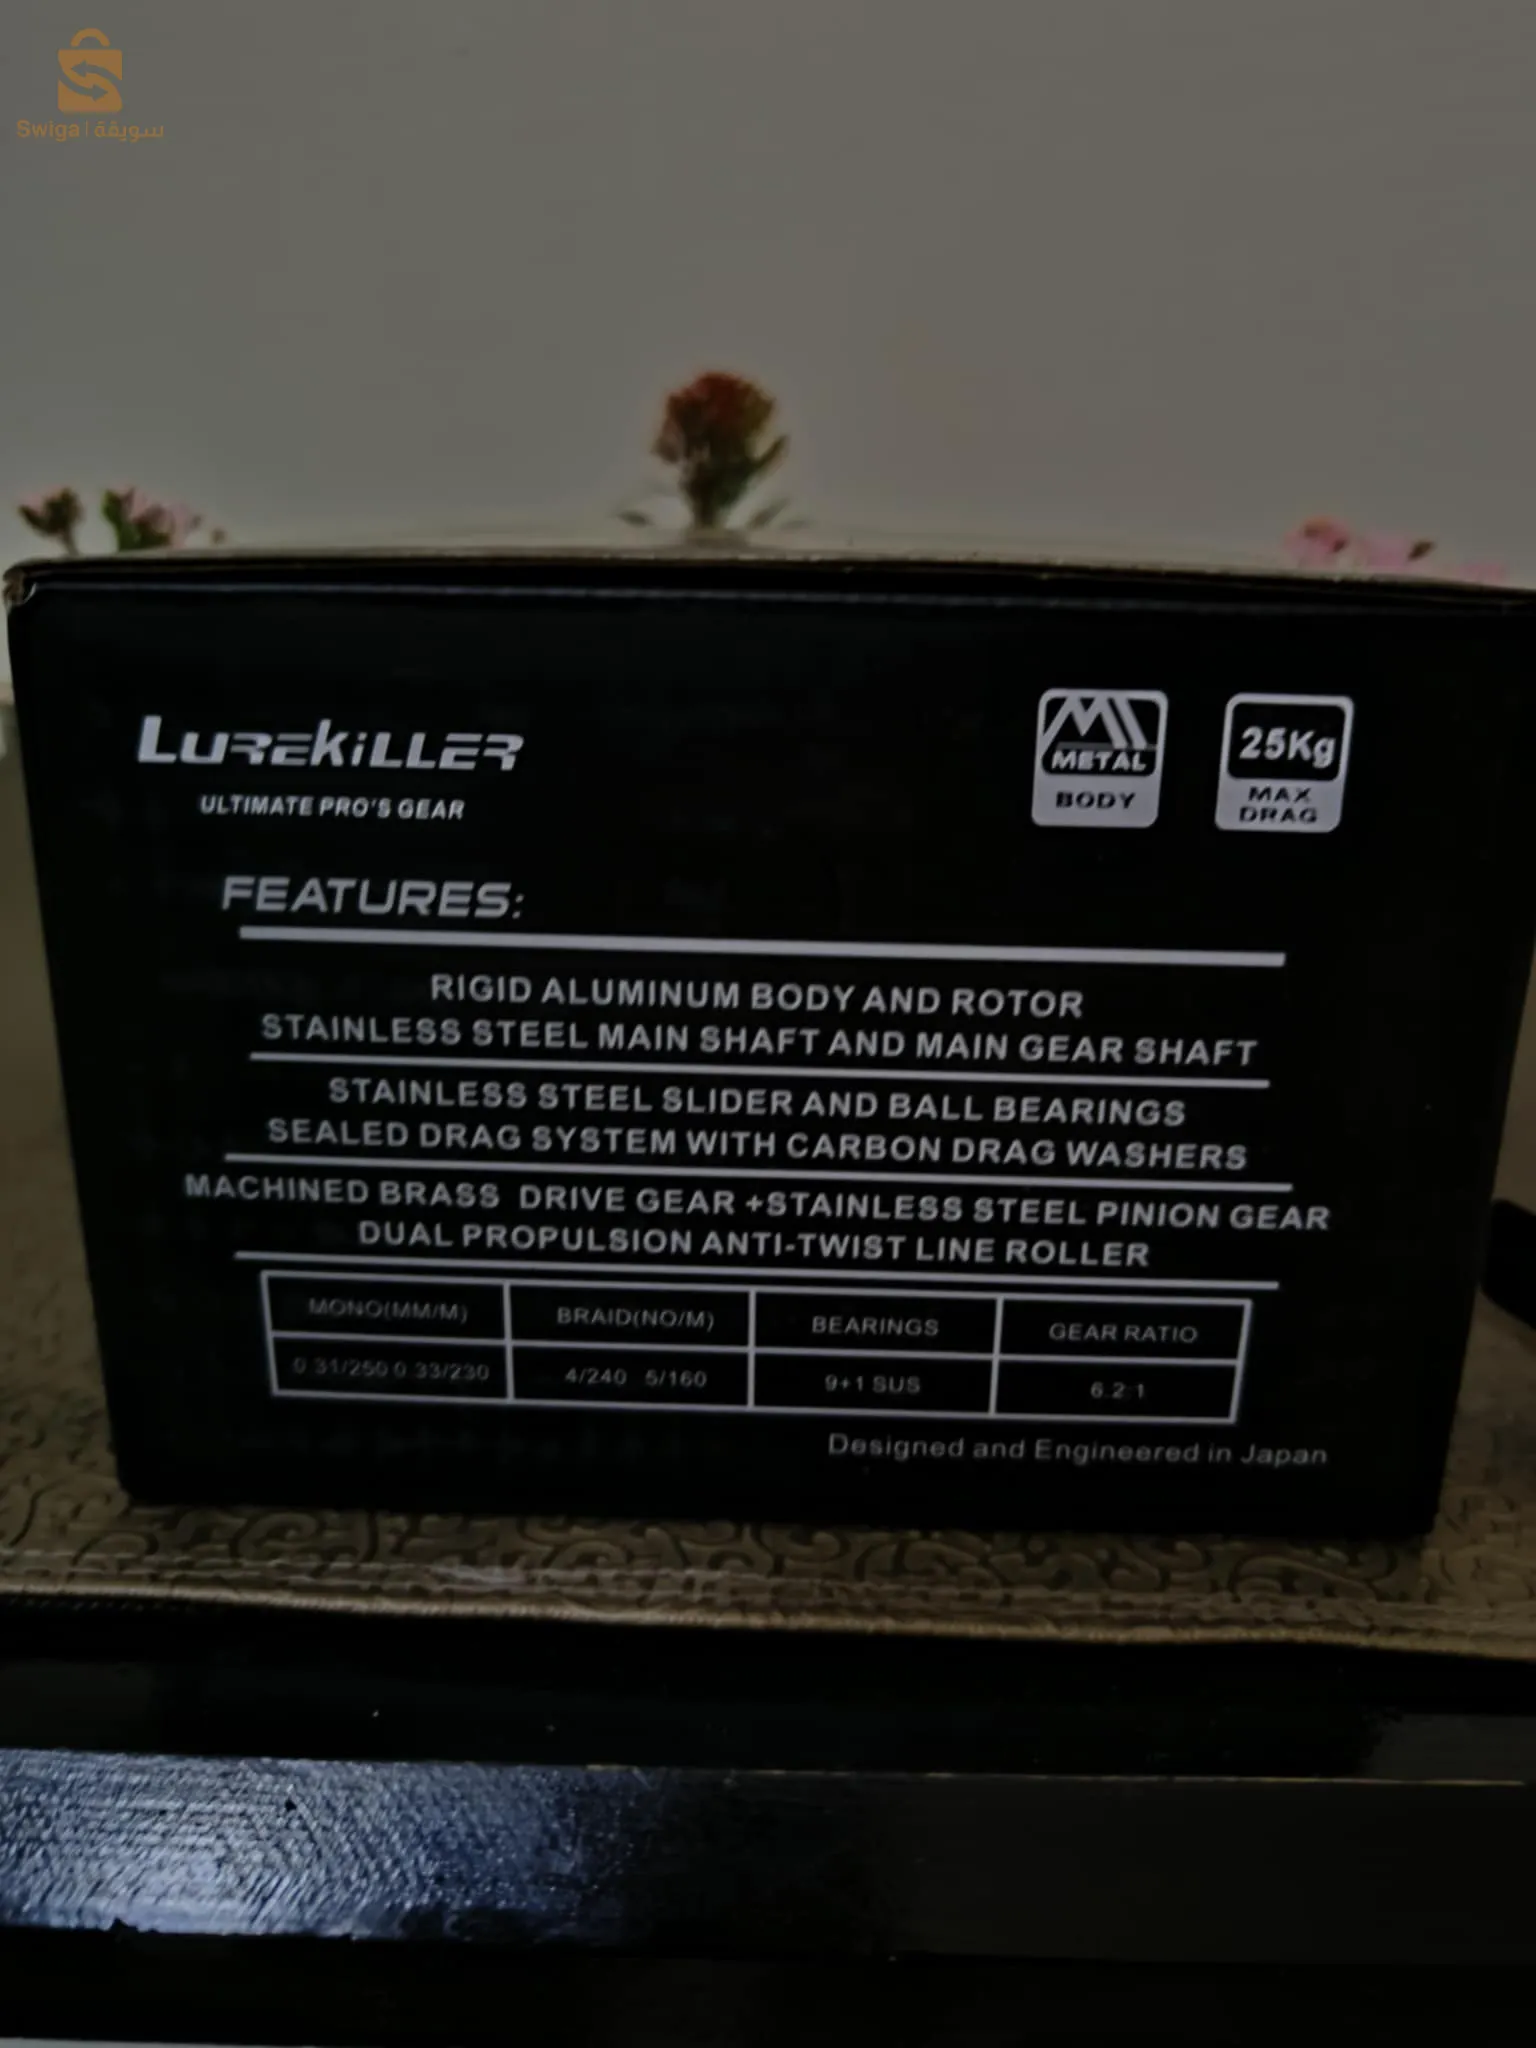 Swiga | سويقة
LUREKILLER
ULTIMATE PRO'S GEAR
METAL
BODY
25Kg
MAX
DRAG
FEATURES:
RIGID ALUMINUM BODY AND ROTOR
STAINLESS STEEL MAIN SHAFT AND MAIN GEAR SHAFT
STAINLESS STEEL SLIDER AND BALL BEARINGS
SEALED DRAG SYSTEM WITH CARBON DRAG WASHERS
MACHINED BRASS DRIVE GEAR +STAINLESS STEEL PINION GEAR
DUAL PROPULSION ANTI-TWIST LINE ROLLER
MONO(MM/M) BRAID(NO/M) BEARINGS GEAR RATIO
0.31/250 0.33/230 4/240 5/160 9+1 SUS 6.2:1
Designed and Engineered in Japan